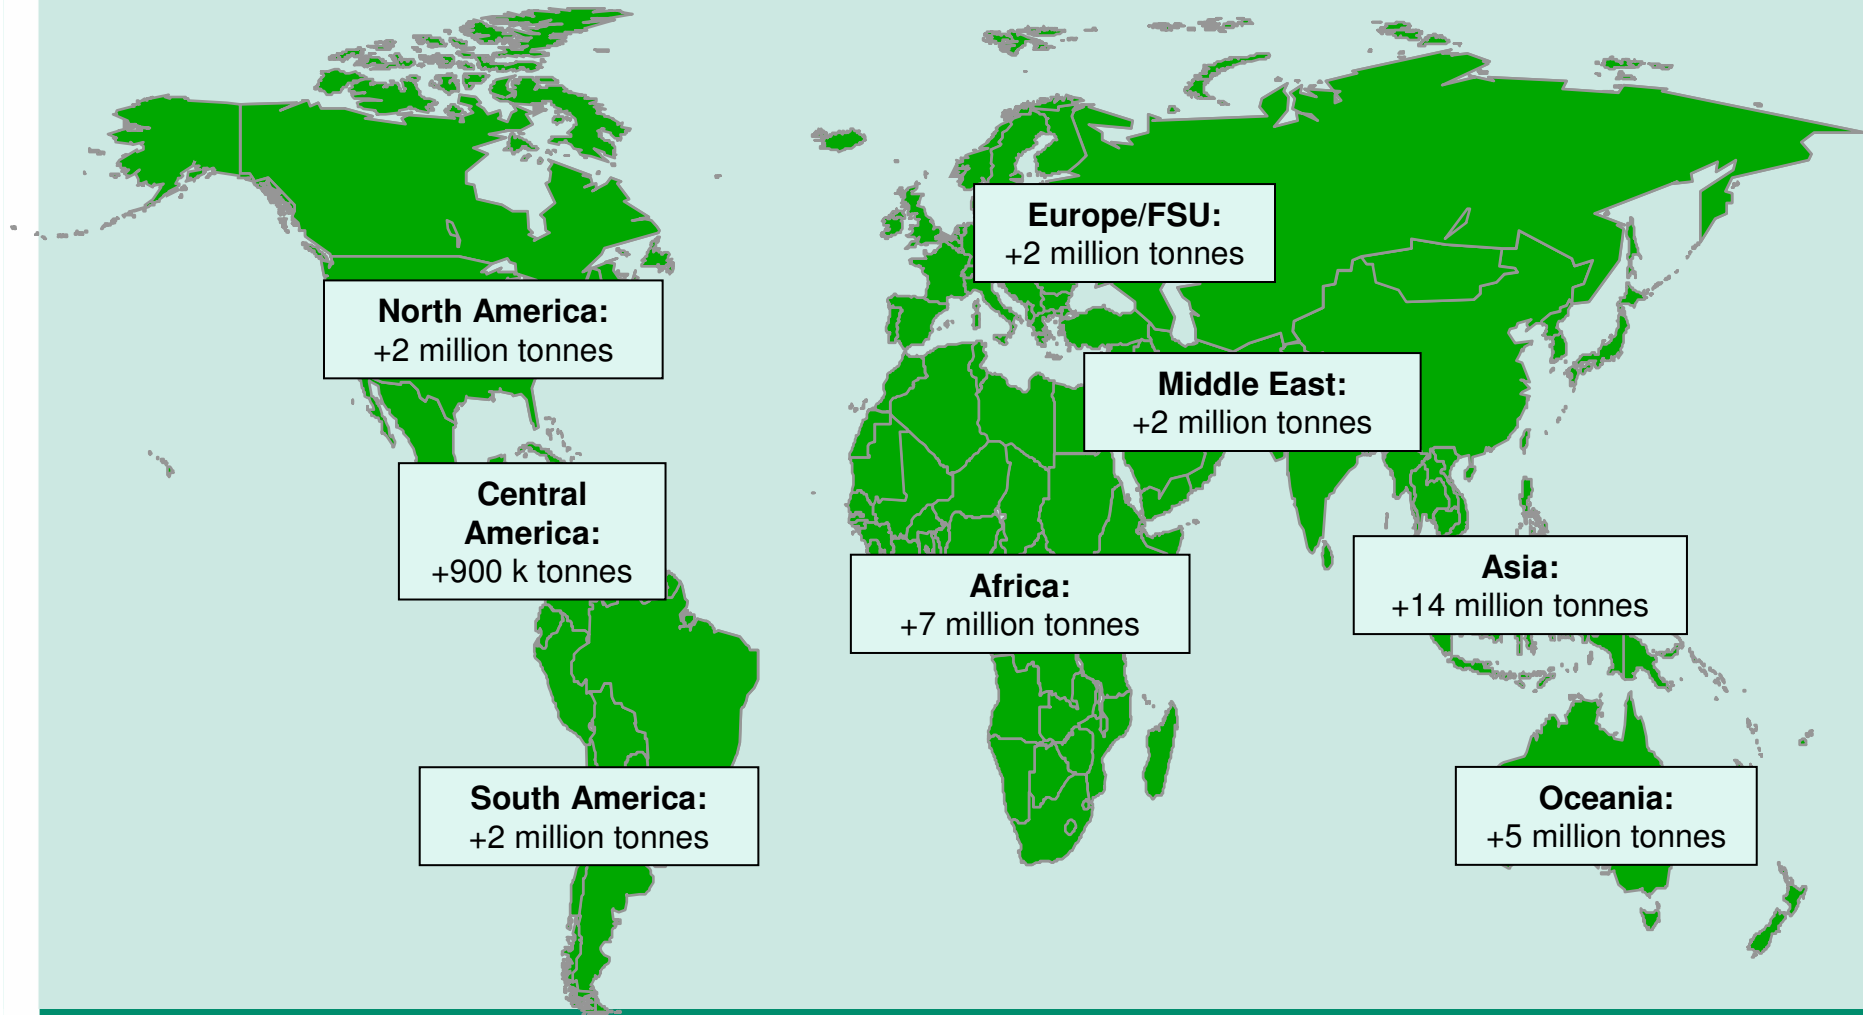 Europe/FSU:
+2 million tonnes
North America:
+2 million tonnes
Middle East:
+2 million tonnes
Central
America:
+900 k tonnes
Africa:
+7 million tonnes
Asia:
+14 million tonnes
South America:
+2 million tonnes
Oceania:
+5 million tonnes